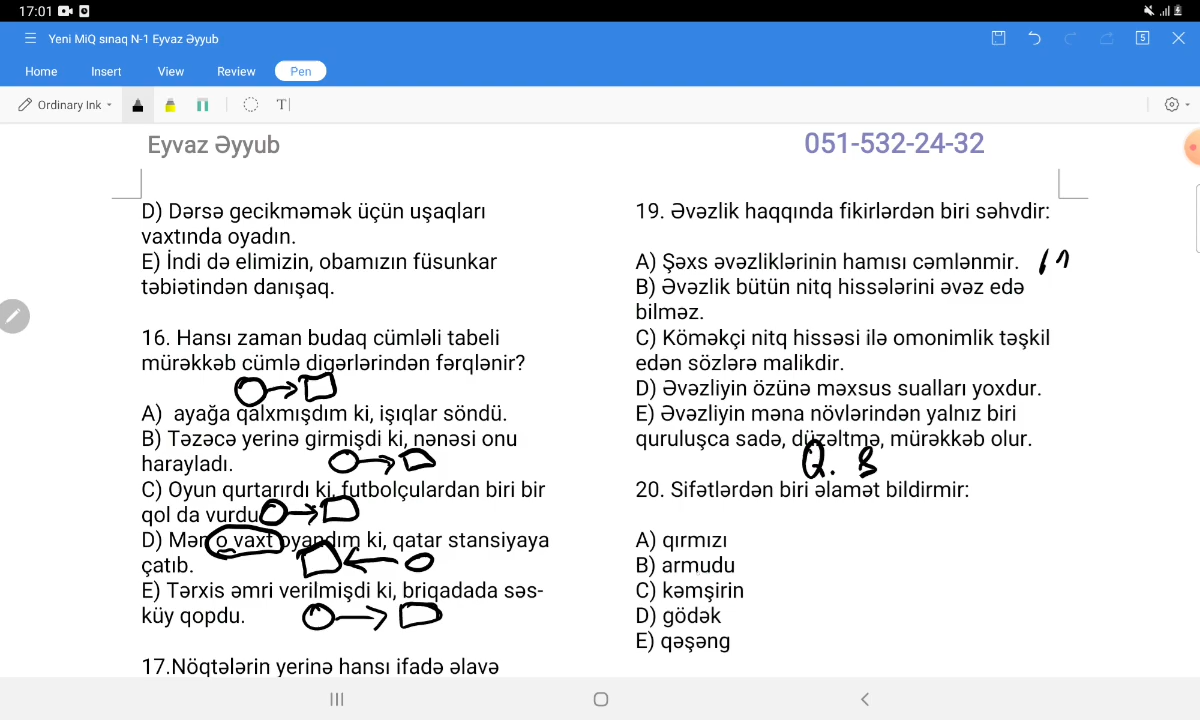 17:01
Yeni MiQ sınaq N-1 Eyvaz Əyyub
5
Home Insert View Review Pen
Ordinary Ink T|
Eyvaz Əyyub
051-532-24-32
D) Dərsə gecikməmək üçün uşaqları
vaxtında oyadın.
E) İndi də elimizin, obamızın füsunkar
təbiətindən danışaq.
16. Hansı zaman budaq cümləli tabeli
mürəkkəb cümlə digərlərindən fərqlənir?
A) ayağa qalxmışdım ki, işıqlar söndü.
B) Təzəcə yerinə girmişdi ki, nənəsi onu
harayladı.
C) Oyun qurtarırdı ki, futbolçulardan biri bir
qol da vurdu
D) Mən o vaxt oyandım ki, qatar stansiyaya
çatıb.
E) Tərxis əmri verilmişdi ki, briqadada səs-
küy qopdu.
17.Nöqtələrin yerinə hansı ifadə əlavə
19. Əvəzlik haqqında fikirlərdən biri səhvdir:
A) Şəxs əvəzliklərinin hamısı cəmlənmir.
B) Əvəzlik bütün nitq hissələrini əvəz edə
bilməz.
C) Köməkçi nitq hissəsi ilə omonimlik təşkil
edən sözlərə malikdir.
D) Əvəzliyin özünə məxsus sualları yoxdur.
E) Əvəzliyin məna növlərindən yalnız biri
quruluşca sadə, düzəltmə, mürəkkəb olur.
Q. B
20. Sifətlərdən biri əlamət bildirmir:
A) qırmızı
B) armudu
C) kəmşirin
D) gödək
E) qəşəng